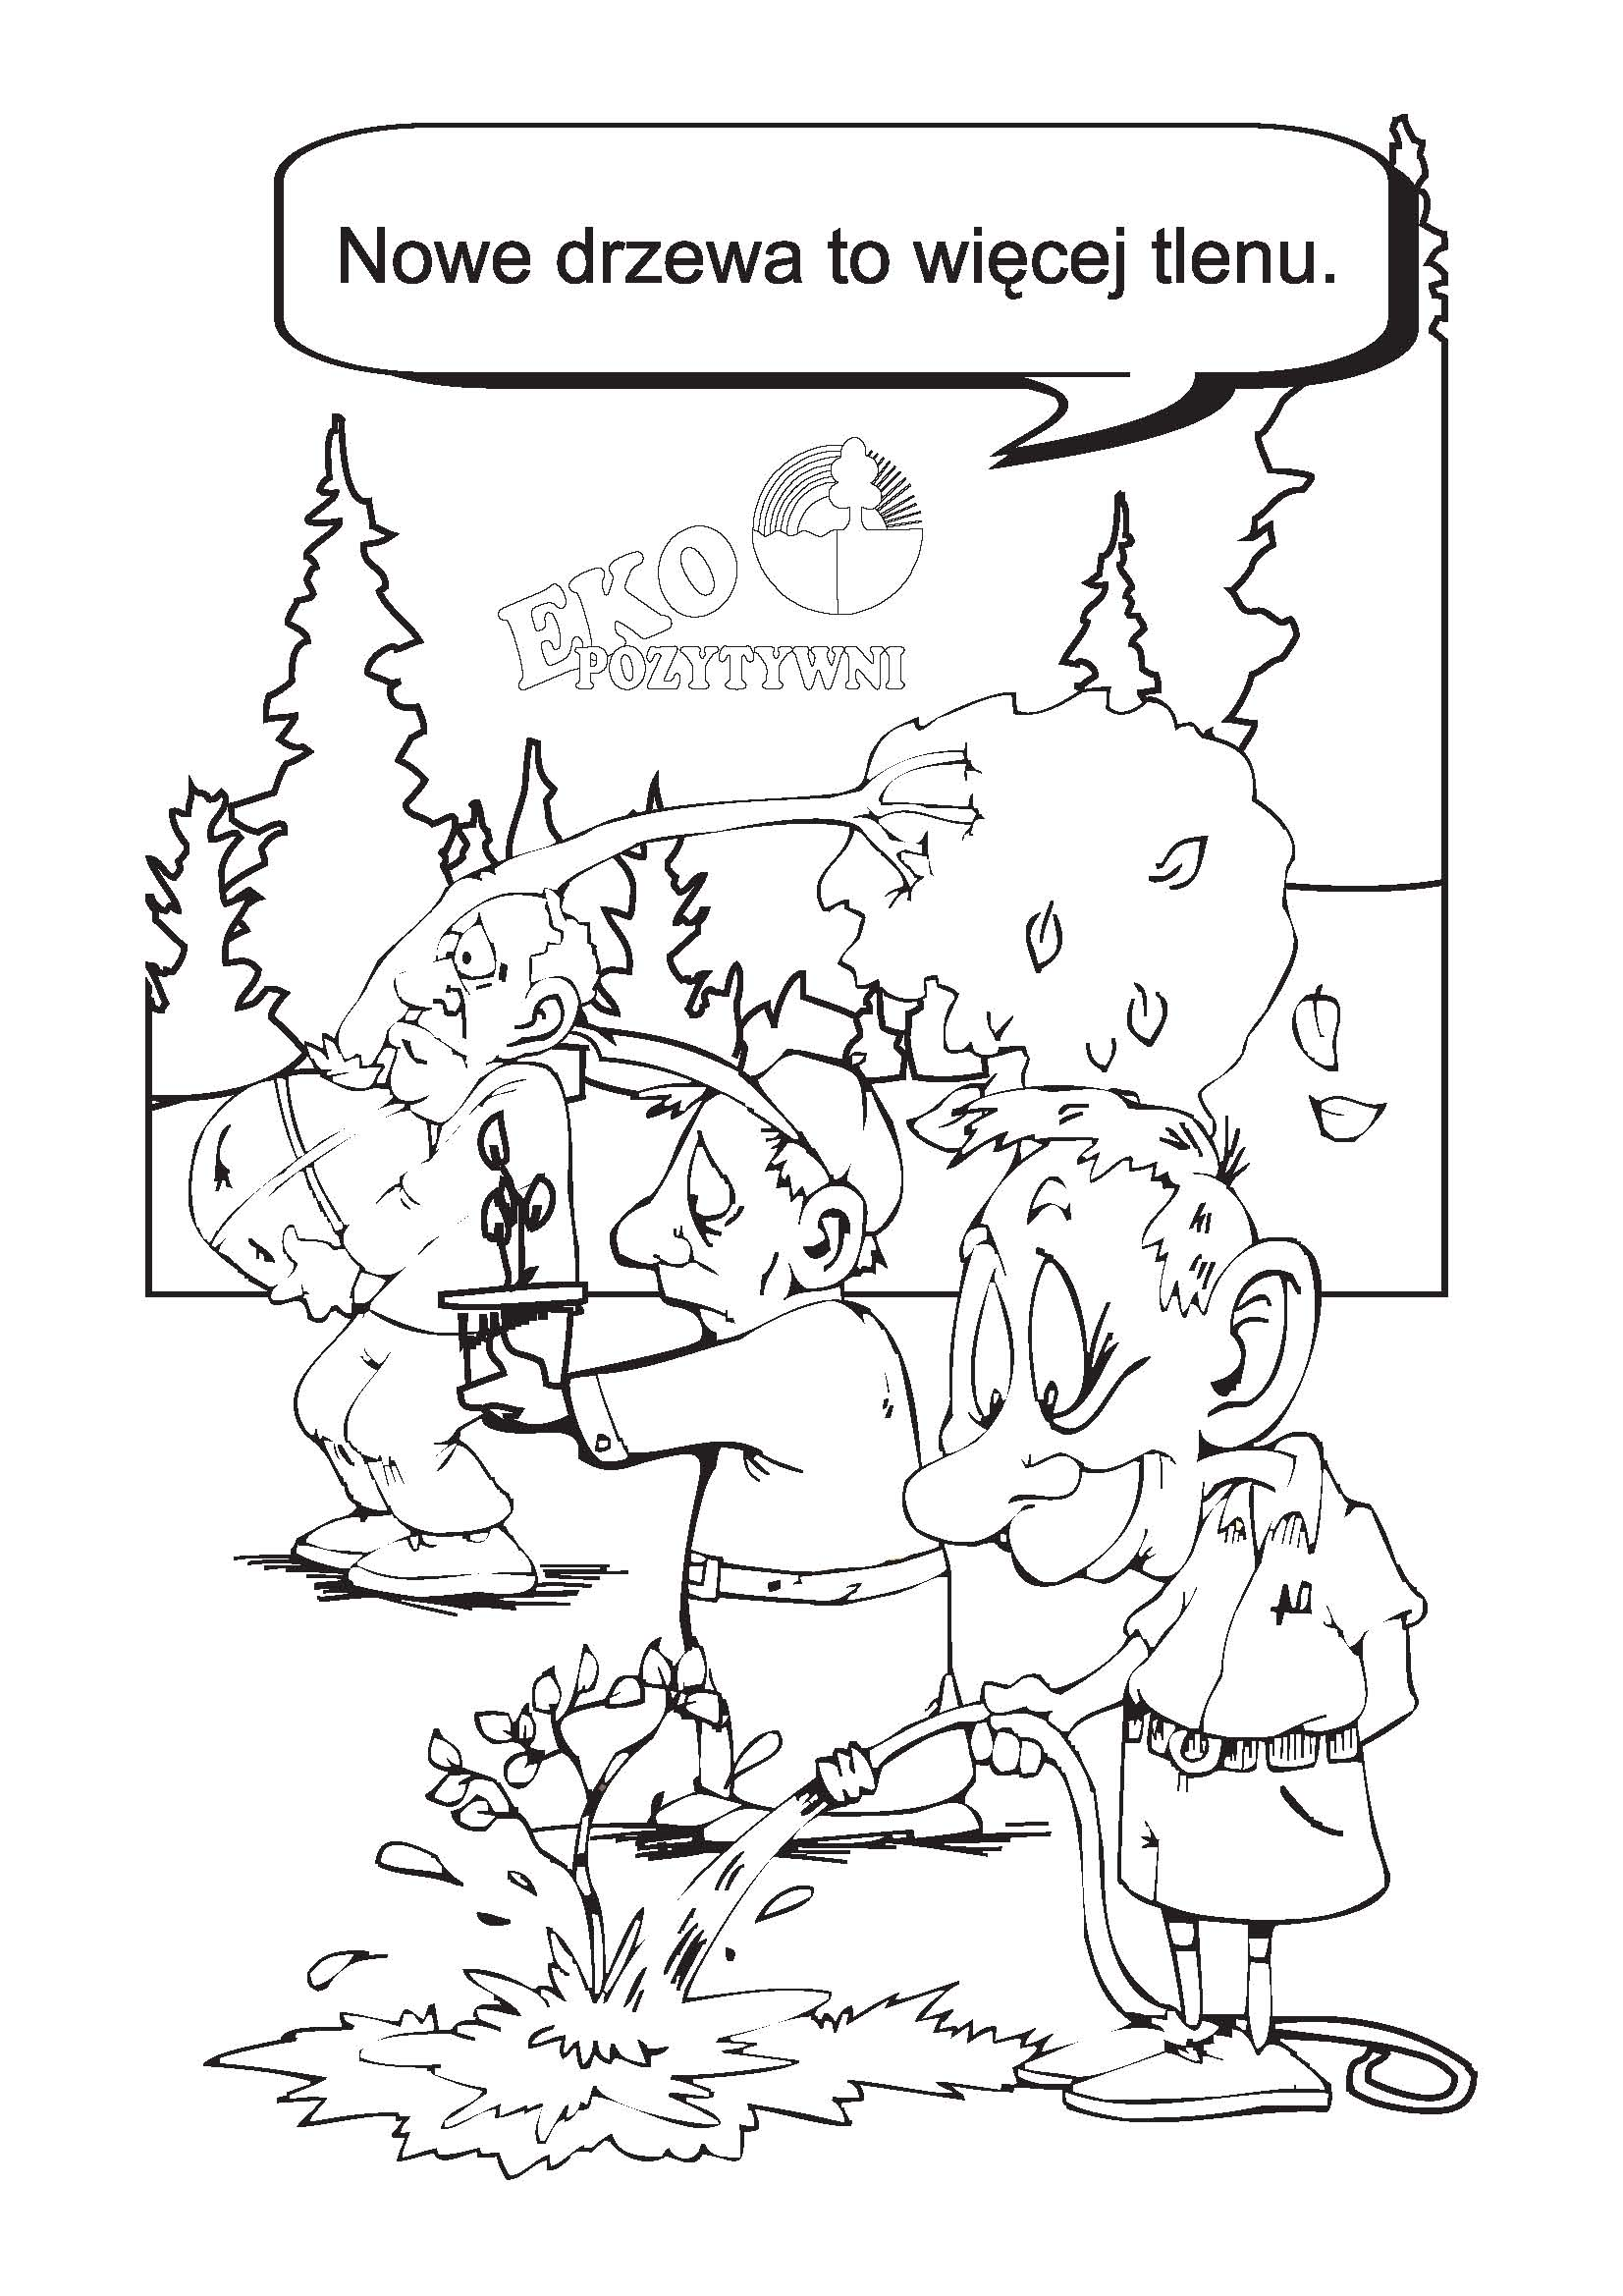 Nowe drzewa to więcej tlenu.
EKO
POZYTYWNI